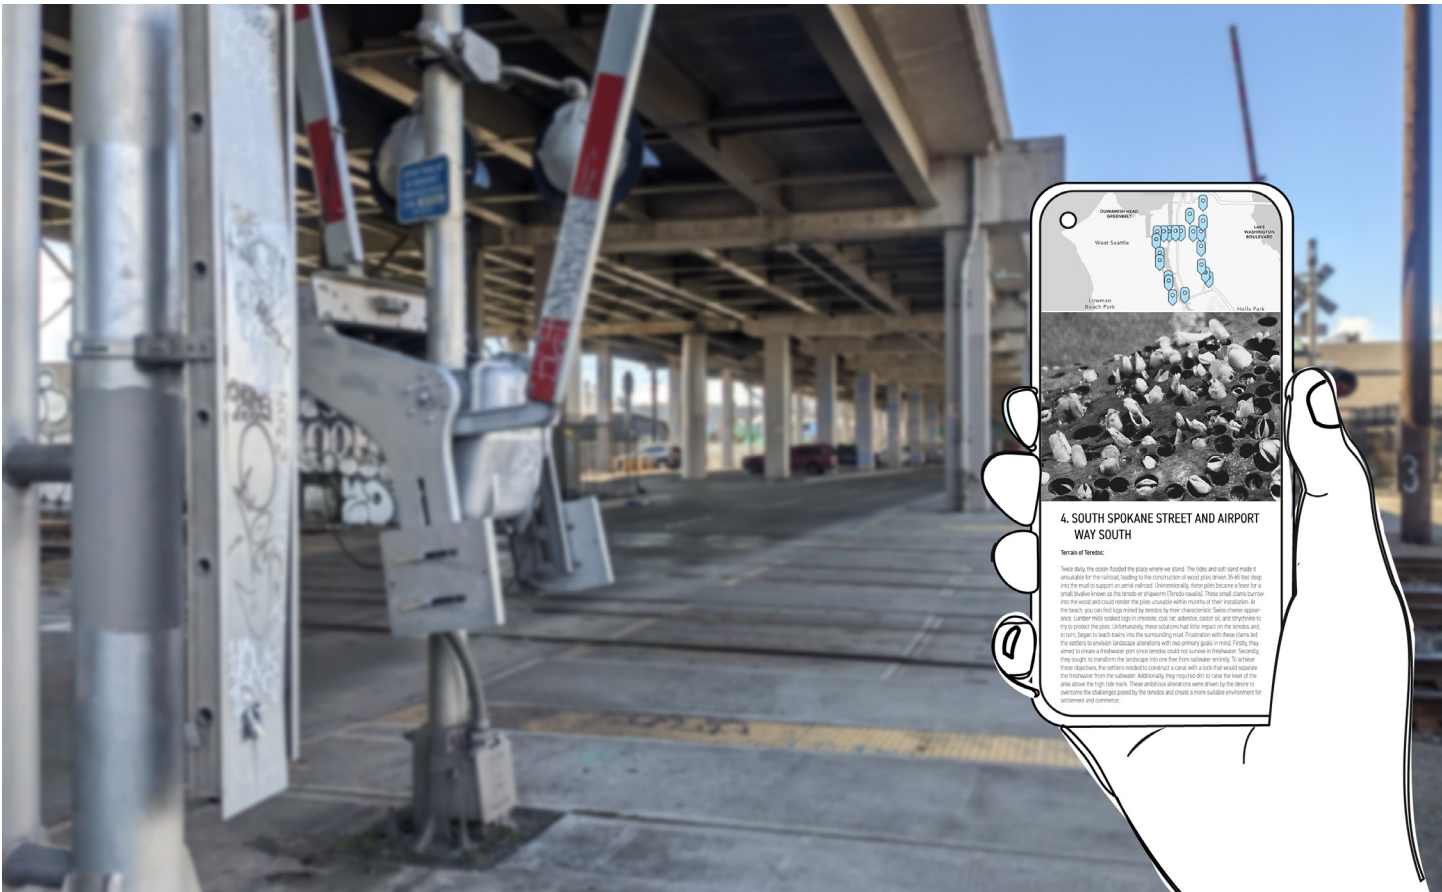 DUWAMISH HEAD
GREENBELT
West Seattle
LAKE
WASHINGTON
BOULEVARD
Lowman
Beach Park
Holly Park
4. SOUTH SPOKANE STREET AND AIRPORT
WAY SOUTH
Terrain of Teredos:
Twice daily, the ocean flooded the place where we stand. The tides and soft sand made it
unsuitable for the railroad, leading to the construction of wood piles driven 35-65 feet deep
into the mud to support an aerial railroad. Unintentionally, these piles became a feast for a
small bivalve known as the teredo or shipworm (Teredo navalis). These small clams burrow
into the wood and could render the piles unusable within months of their installation. At
the beach, you can find logs mined by teredos by their characteristic Swiss-cheese appear-
ance. Lumber mills soaked logs in creosote, coal tar, asbestos, castor oil, and strychnine to
try to protect the piles. Unfortunately, these solutions had little impact on the teredos and,
in turn, began to leach toxins into the surrounding mud. Frustration with these clams led
the settlers to envision landscape alterations with two primary goals in mind. Firstly, they
aimed to create a freshwater port since teredos could not survive in freshwater. Secondly,
they sought to transform the landscape into one free from saltwater entirely. To achieve
these objectives, the settlers needed to construct a canal with a lock that would separate
the freshwater from the saltwater. Additionally, they required dirt to raise the level of the
area above the high tide mark. These ambitious alterations were driven by the desire to
overcome the challenges posed by the teredos and create a more suitable environment for
settlement and commerce.
3